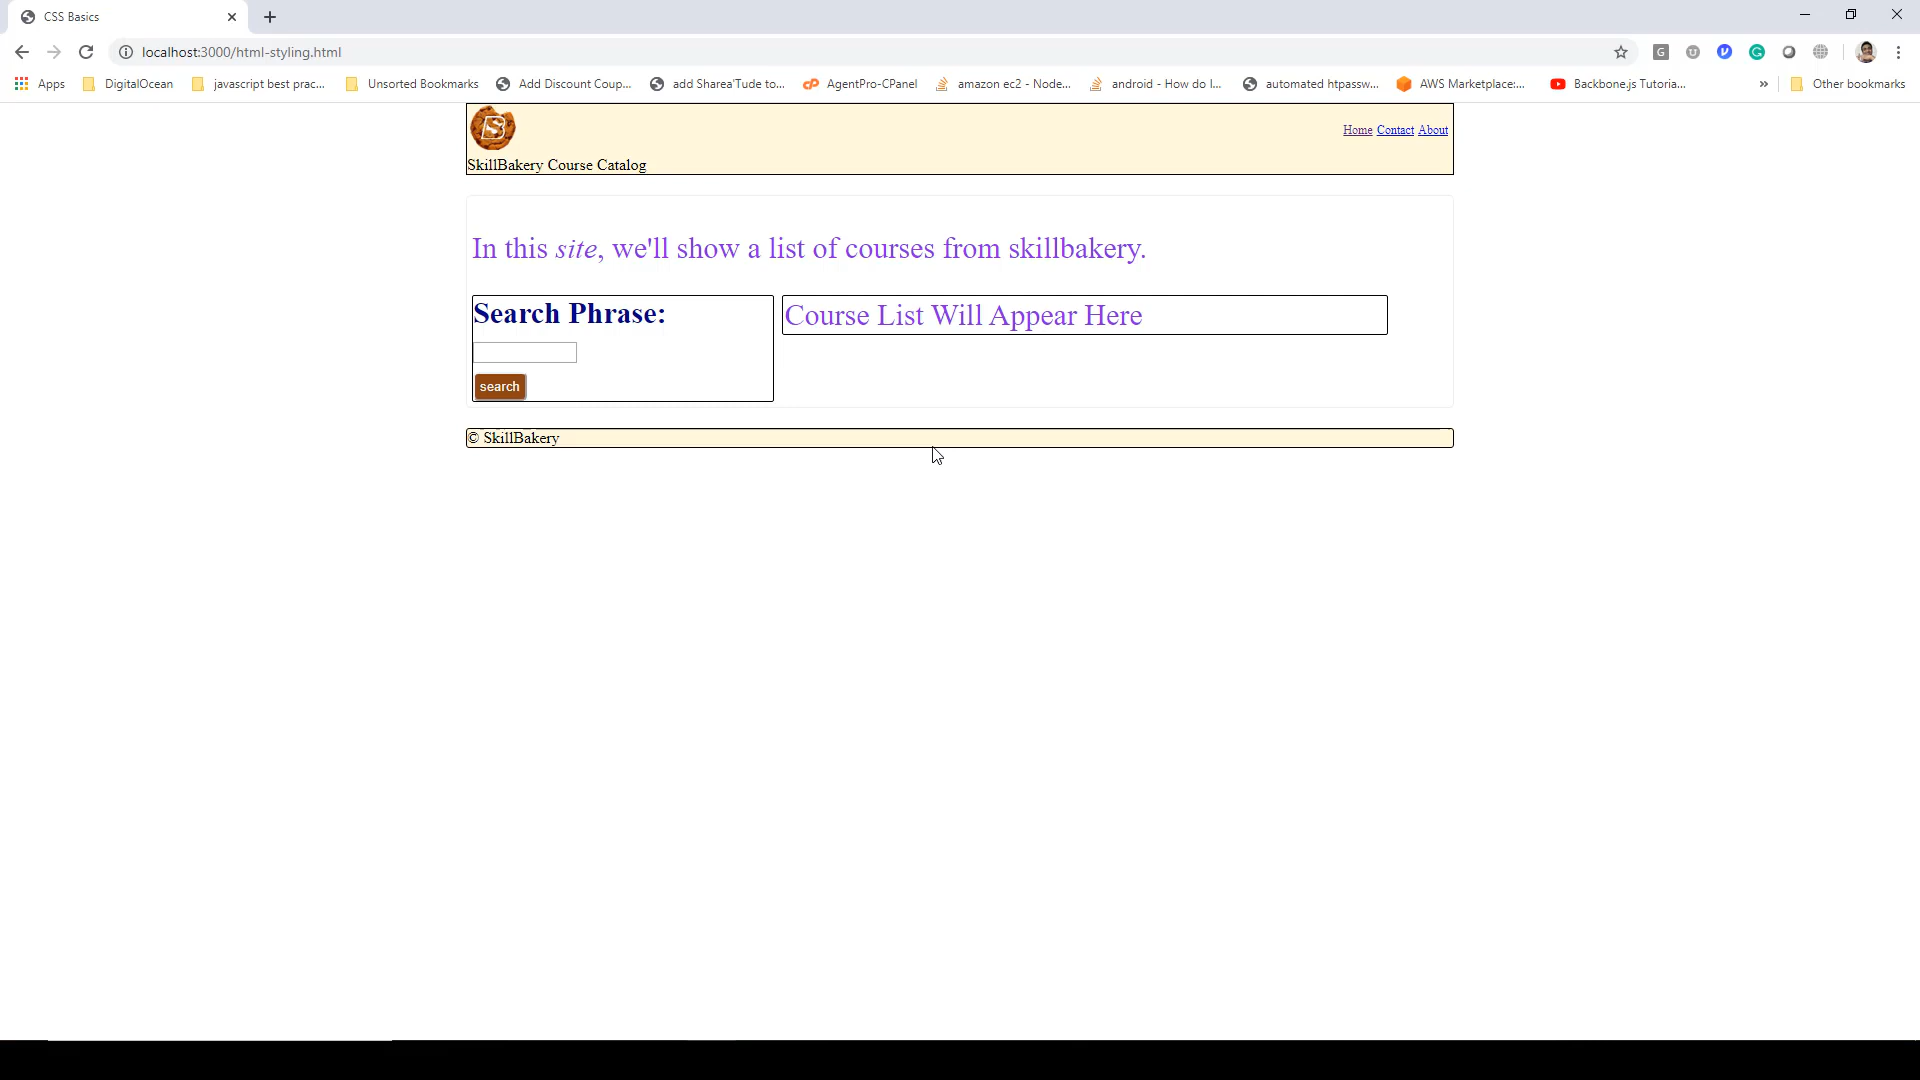 CSS Basics
localhost:3000/html-styling.html
Apps DigitalOcean javascript best prac... Unsorted Bookmarks Add Discount Coup... add Sharea'Tude to... AgentPro-CPanel amazon ec2 - Node... android - How do I... automated htpassw... AWS Marketplace:... Backbone.js Tutoria... » Other bookmarks
Home Contact About
SkillBakery Course Catalog
In this site, we'll show a list of courses from skillbakery.
Search Phrase:
Course List Will Appear Here
search
© SkillBakery